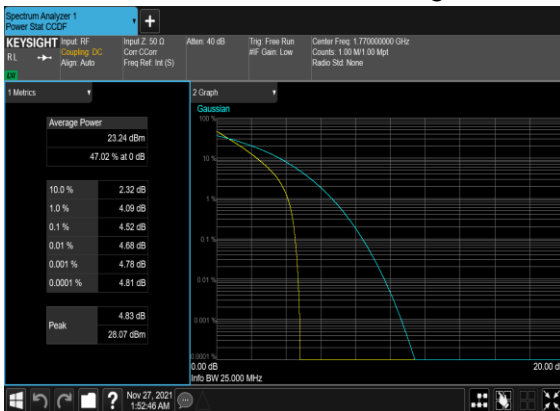 Spectrum Analyzer 1
Power Stat CCDF
KEYSIGHT
RL
LV
Input: RF
Coupling: DC
Align: Auto
Input Z: 50 Ω
Corr CCorr
Freq Ref: Int (S)
Atten: 40 dB
Trig: Free Run
#IF Gain: Low
Center Freq: 1.770000000 GHz
Counts: 1.00 M/1.00 Mpt
Radio Std: None
1 Metrics
Average Power
23.24 dBm
47.02 % at 0 dB
10.0 % 2.32 dB
1.0 % 4.09 dB
0.1 % 4.52 dB
0.01 % 4.68 dB
0.001 % 4.78 dB
0.0001 % 4.81 dB
Peak
4.83 dB
28.07 dBm
2 Graph
Gaussian
100 %
10 %
1 %
0.1 %
0.01 %
0.001 %
0.0001 %
0.00 dB
20.00 d
Info BW 25.000 MHz
?
Nov 27, 2021
1:52:46 AM